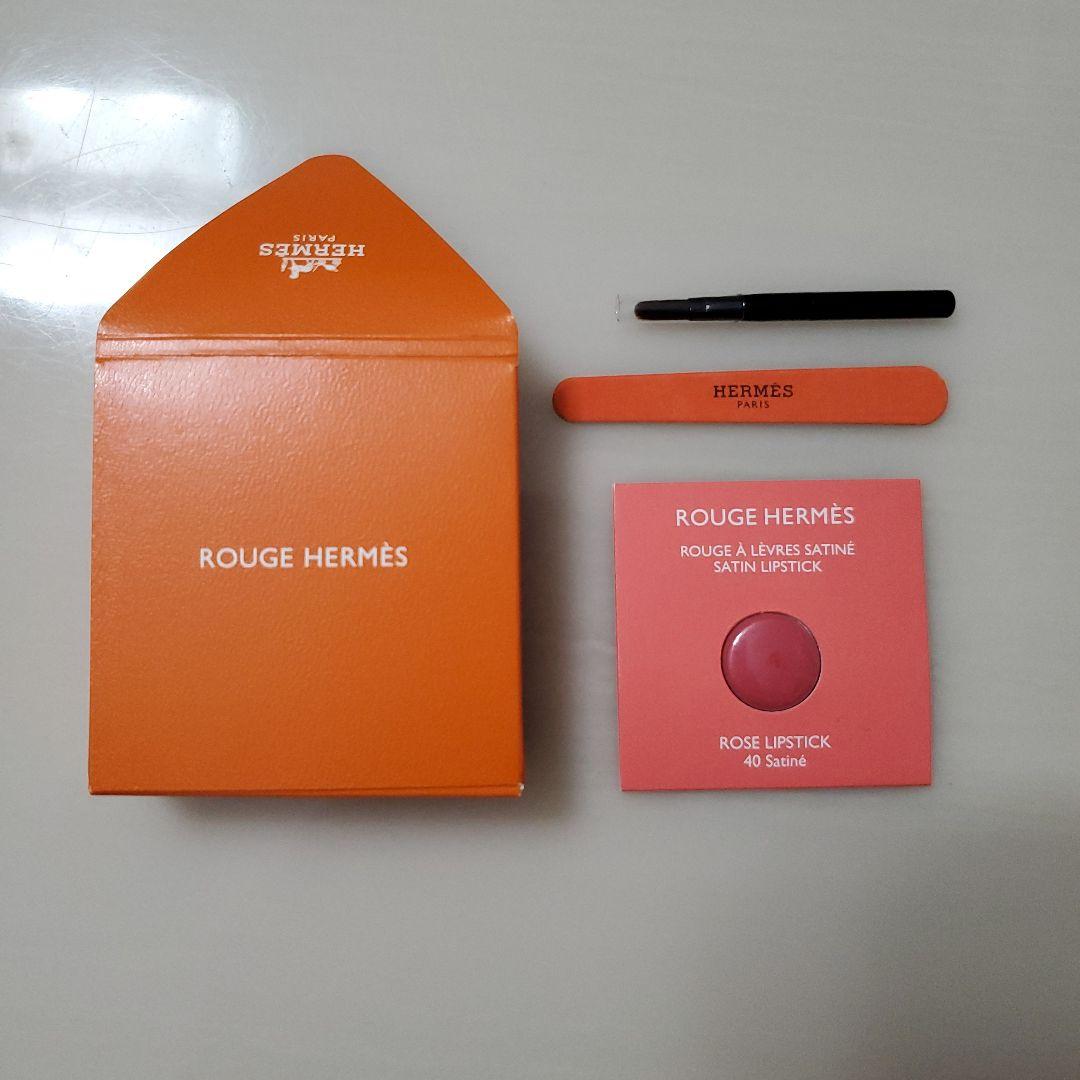 HERMÈS
PARIS
ROUGE HERMÈS
HERMÈS
PARIS
ROUGE HERMÈS
ROUGE À LÈVRES SATINÉ
SATIN LIPSTICK
ROSE LIPSTICK
40 Satiné